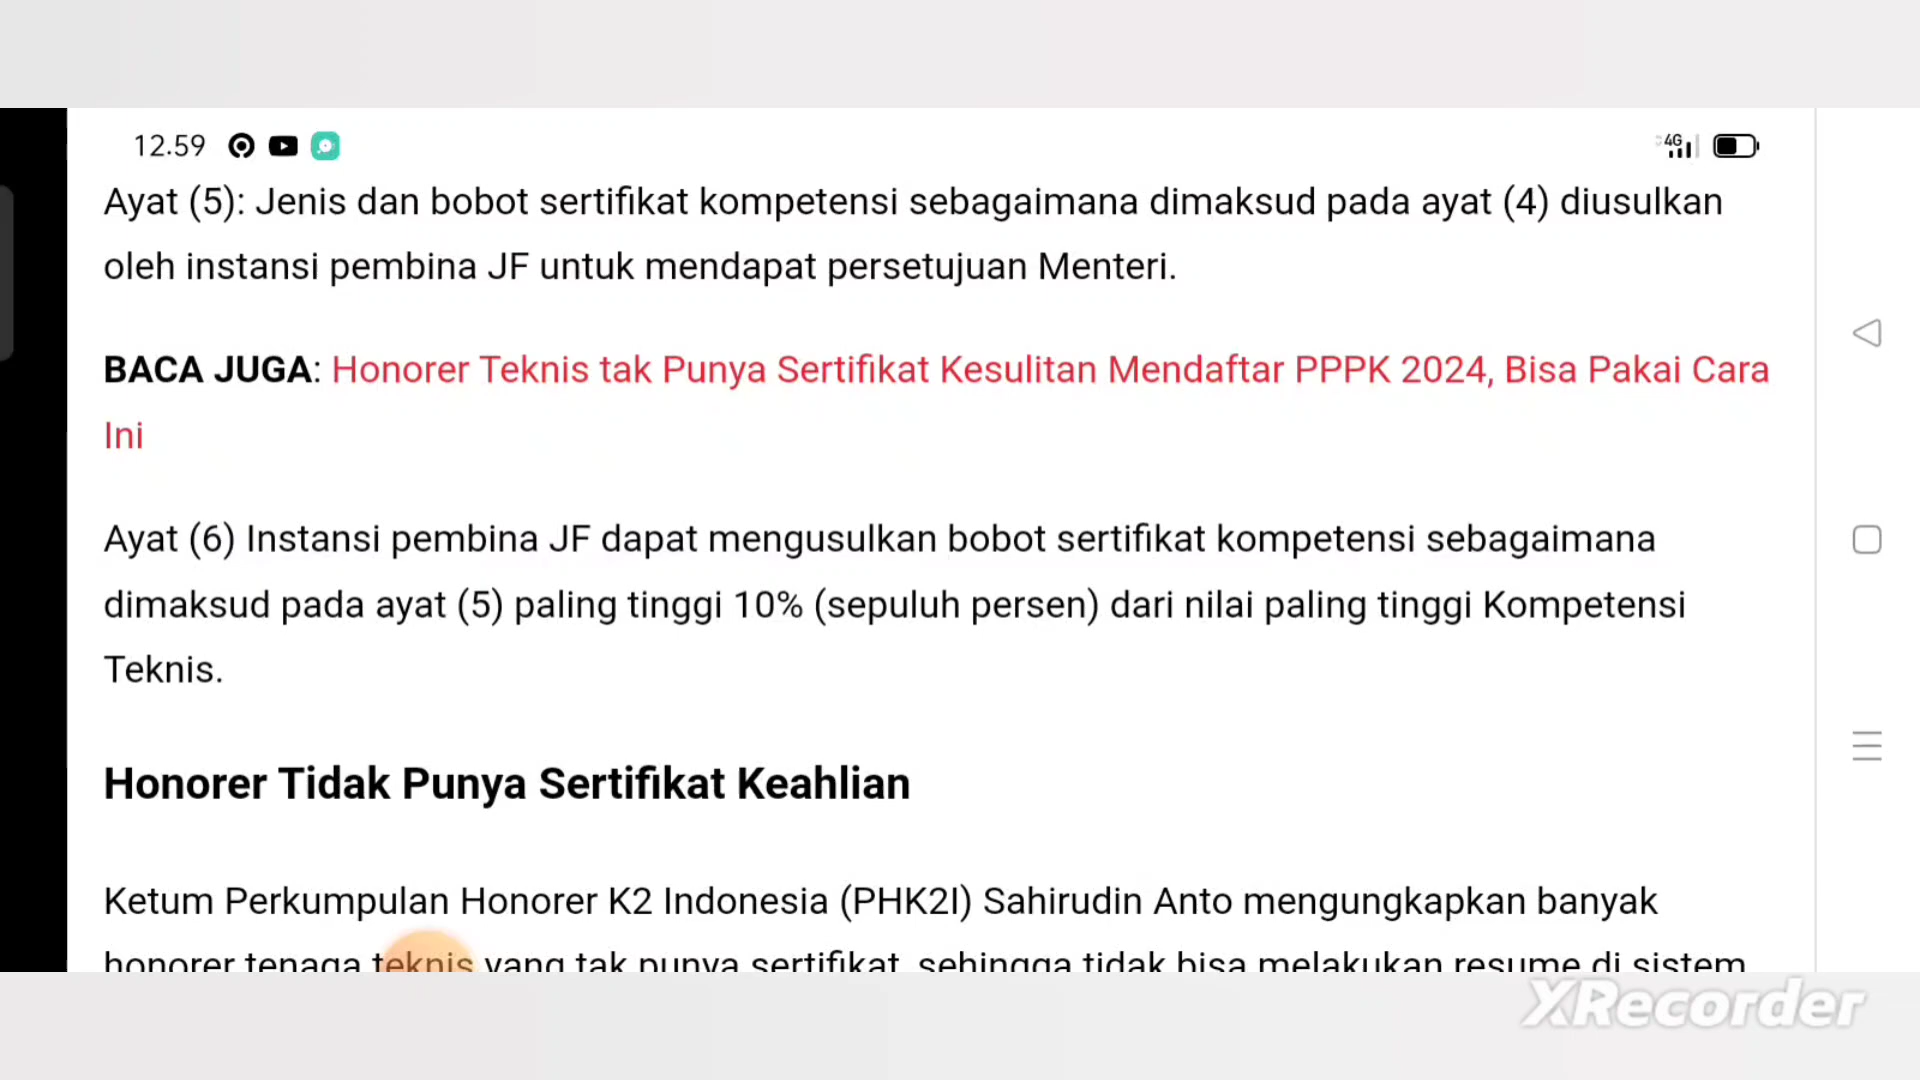 12.59
4G
Ayat (5): Jenis dan bobot sertifikat kompetensi sebagaimana dimaksud pada ayat (4) diusulkan
oleh instansi pembina JF untuk mendapat persetujuan Menteri.
BACA JUGA: Honorer Teknis tak Punya Sertifikat Kesulitan Mendaftar PPPK 2024, Bisa Pakai Cara
Ini
Ayat (6) Instansi pembina JF dapat mengusulkan bobot sertifikat kompetensi sebagaimana
dimaksud pada ayat (5) paling tinggi 10% (sepuluh persen) dari nilai paling tinggi Kompetensi
Teknis.
Honorer Tidak Punya Sertifikat Keahlian
Ketum Perkumpulan Honorer K2 Indonesia (PHK2I) Sahirudin Anto mengungkapkan banyak
honorer tenaga teknis yang tak punya sertifikat, sehingga tidak bisa melakukan resume di sistem
XRecorder